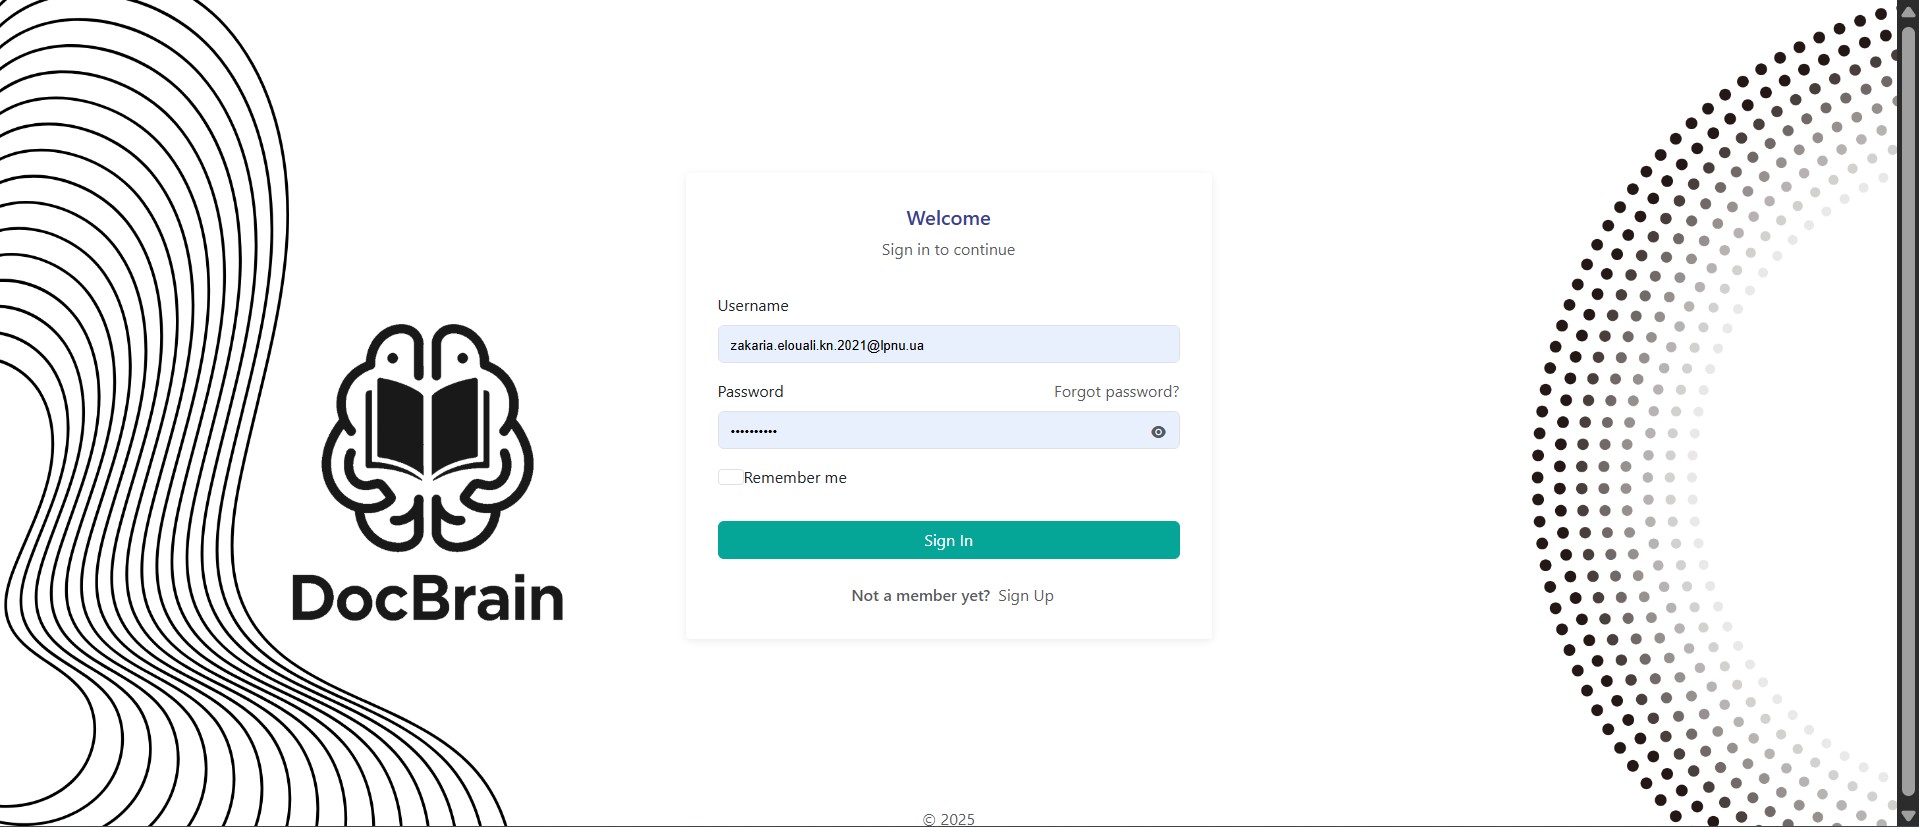 Welcome
Sign in to continue
Username
zakaria.elouali.kn.2021@lpnu.ua
Password Forgot password?
••••••••••
Remember me
Sign In
Not a member yet? Sign Up
DocBrain
© 2025